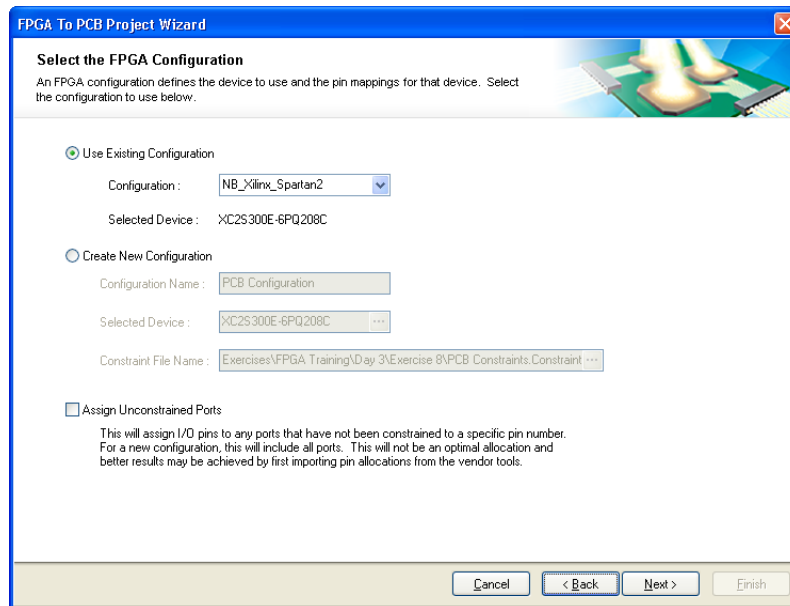 FPGA To PCB Project Wizard
Select the FPGA Configuration
An FPGA configuration defines the device to use and the pin mappings for that device. Select
the configuration to use below.
Use Existing Configuration
Configuration : NB_Xilinx_Spartan2
Selected Device : XC2S300E-6PQ208C
Create New Configuration
Configuration Name : PCB Configuration
Selected Device : XC2S300E-6PQ208C ...
Constraint File Name : Exercises\FPGA Training\Day 3\Exercise 8\PCB Constraints.Constraint ...
Assign Unconstrained Ports
This will assign I/O pins to any ports that have not been constrained to a specific pin number.
For a new configuration, this will include all ports. This will not be an optimal allocation and
better results may be achieved by first importing pin allocations from the vendor tools.
Cancel < Back Next > Finish